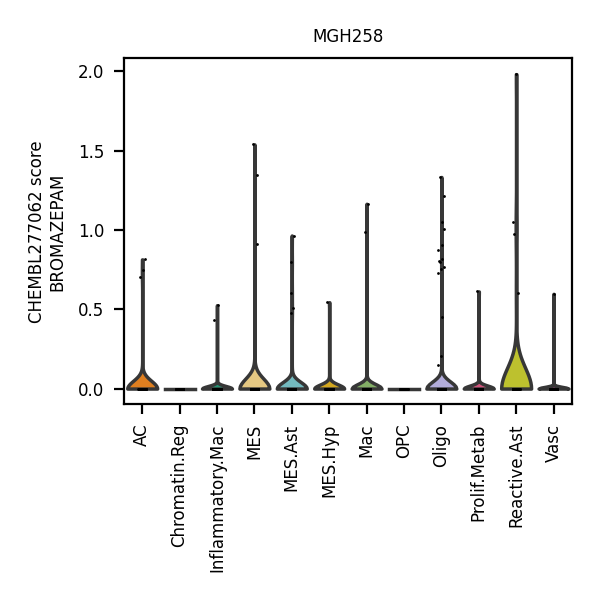 MGH258
CHEMBL277062 score
BROMAZEPAM
2.0
1.5
1.0
0.5
0.0
AC
Chromatin.Reg
Inflammatory.Mac
MES
MES.Ast
MES.Hyp
Mac
OPC
Oligo
Prolif.Metab
Reactive.Ast
Vasc